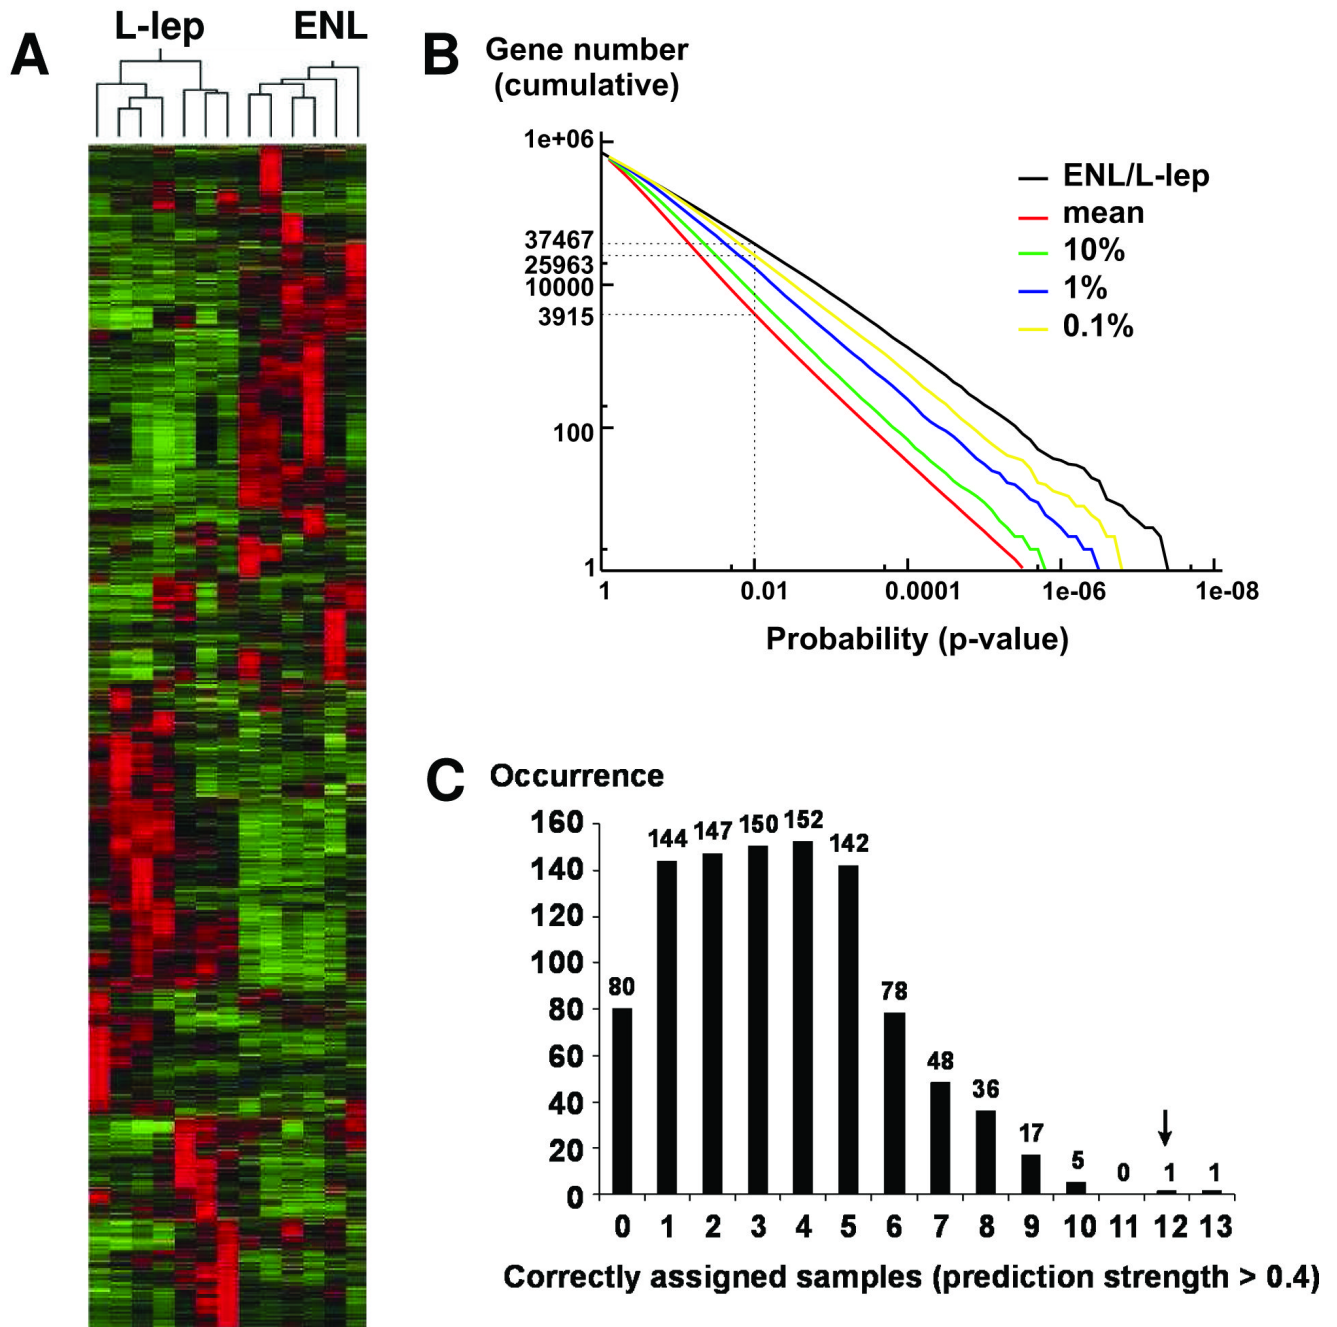 A
L-lep
ENL
B
Gene number
(cumulative)
1e+06
37467
25963
10000
3915
100
1
1
0.01
0.0001
1e-06
1e-08
Probability (p-value)
ENL/L-lep
mean
10%
1%
0.1%
C
Occurrence
160
140
120
100
80
60
40
20
0
80
144
147
150
152
142
78
48
36
17
5
0
1
1
0 1 2 3 4 5 6 7 8 9 10 11 12 13
Correctly assigned samples (prediction strength > 0.4)